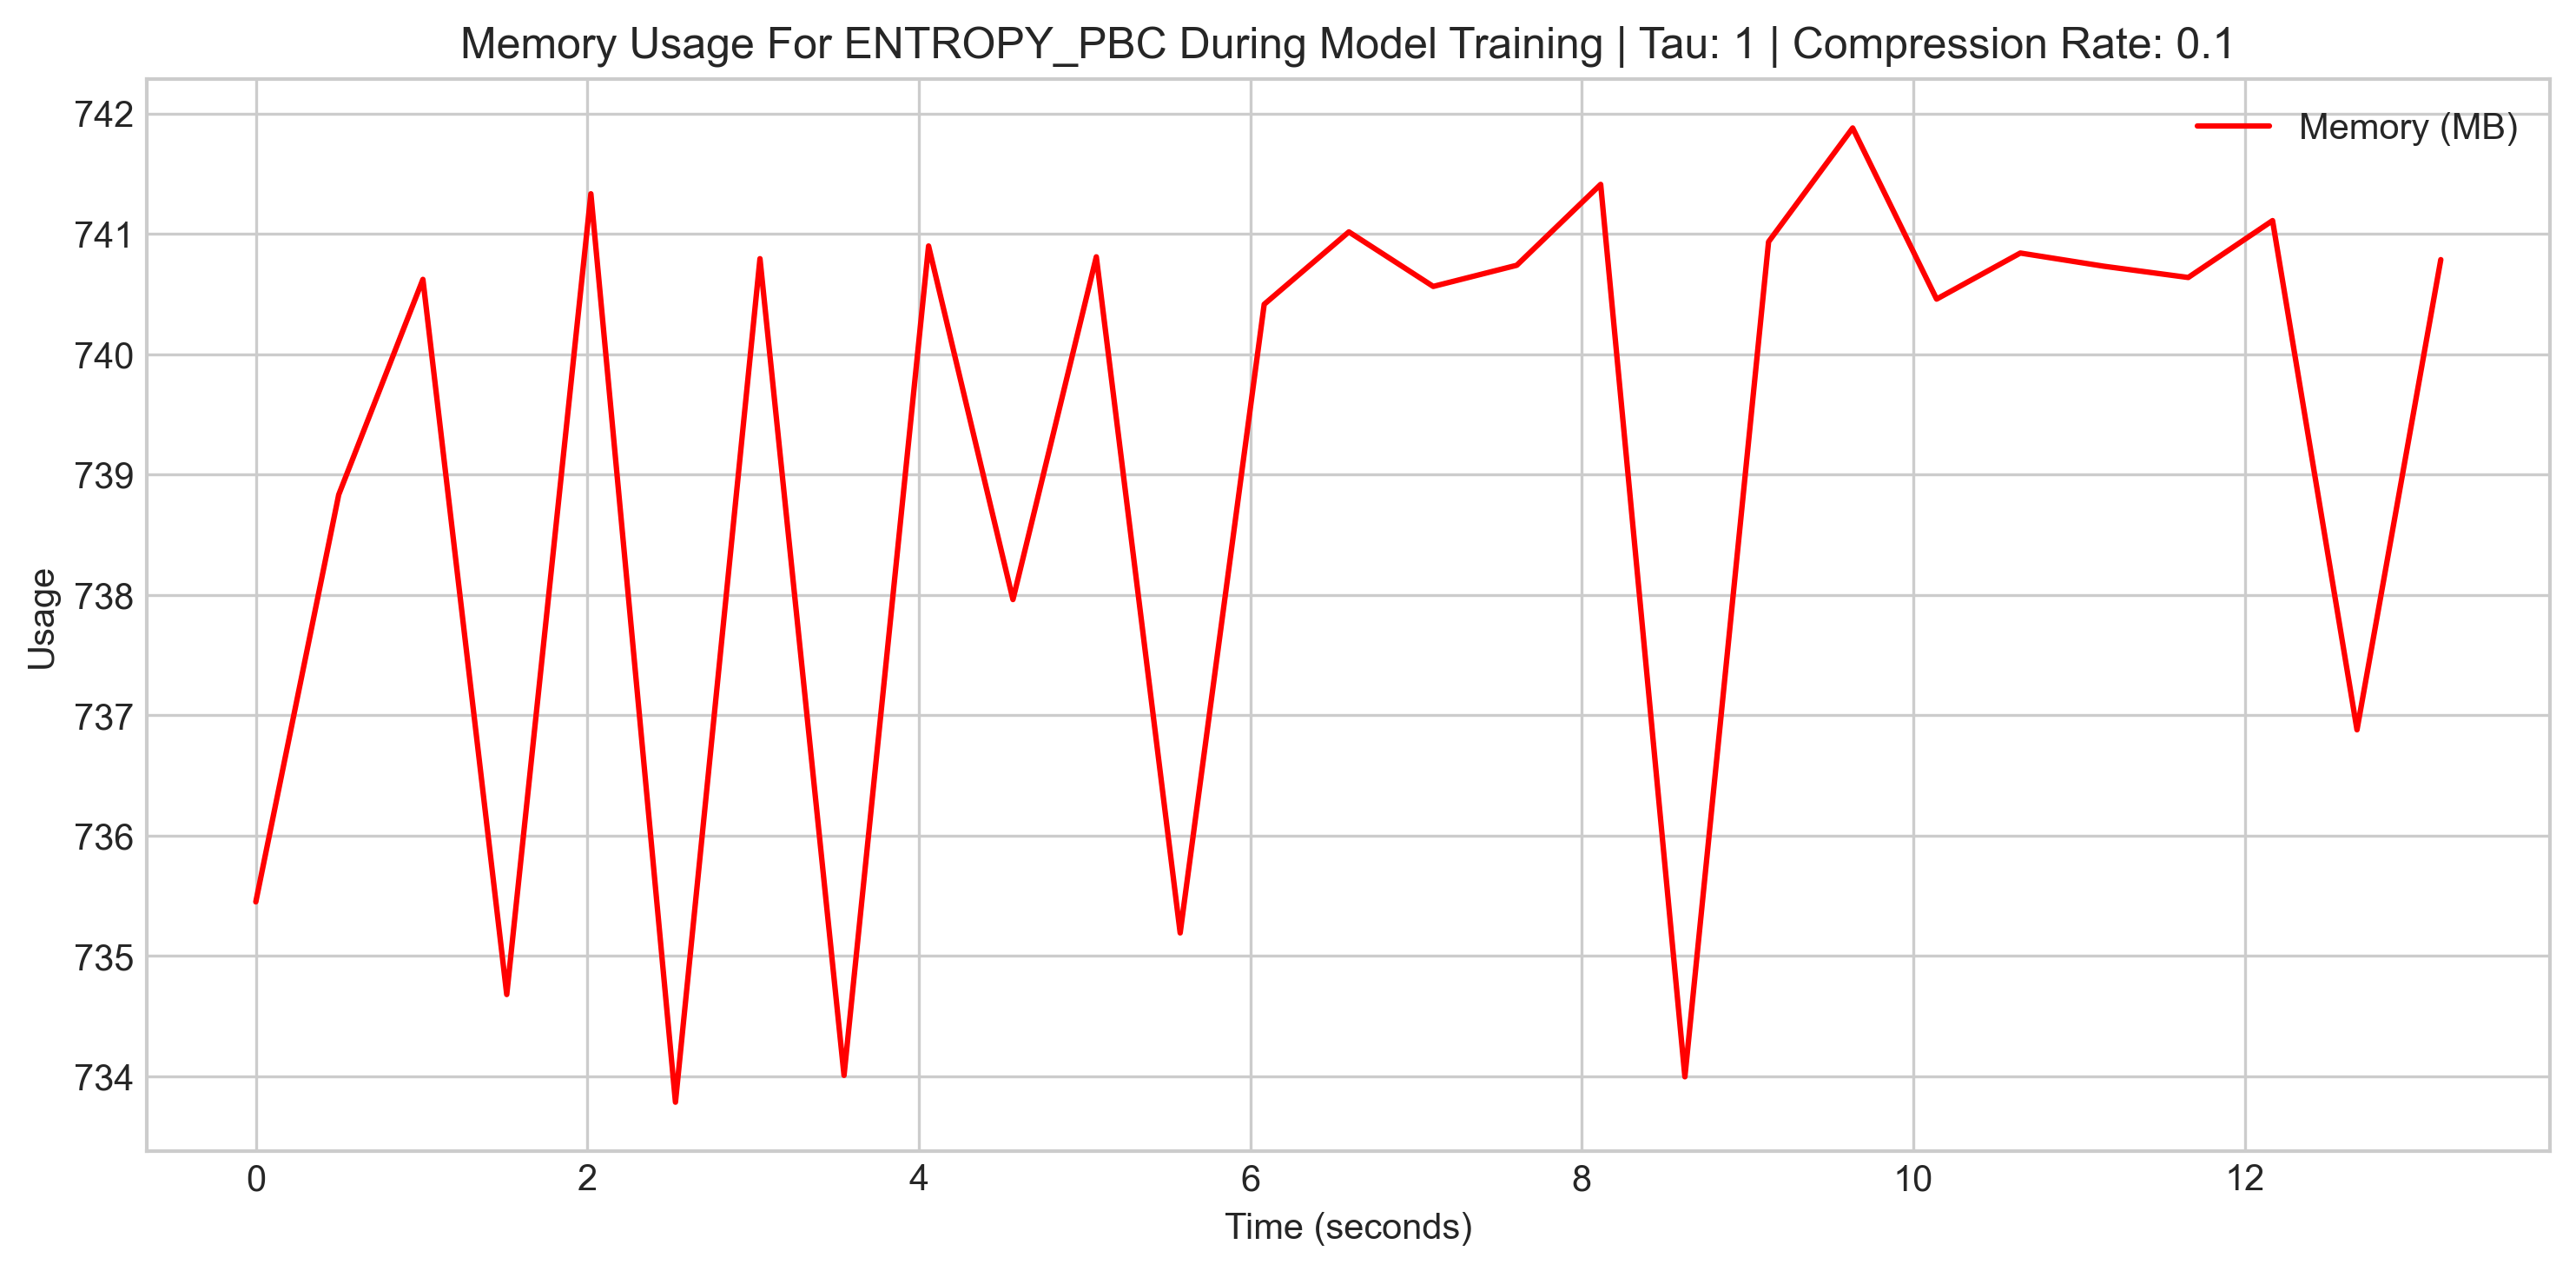 Memory Usage For ENTROPY_PBC During Model Training | Tau: 1 | Compression Rate: 0.1
742
741
740
739
738
737
736
735
734
Usage
Memory (MB)
0 2 4 6 8 10 12
Time (seconds)